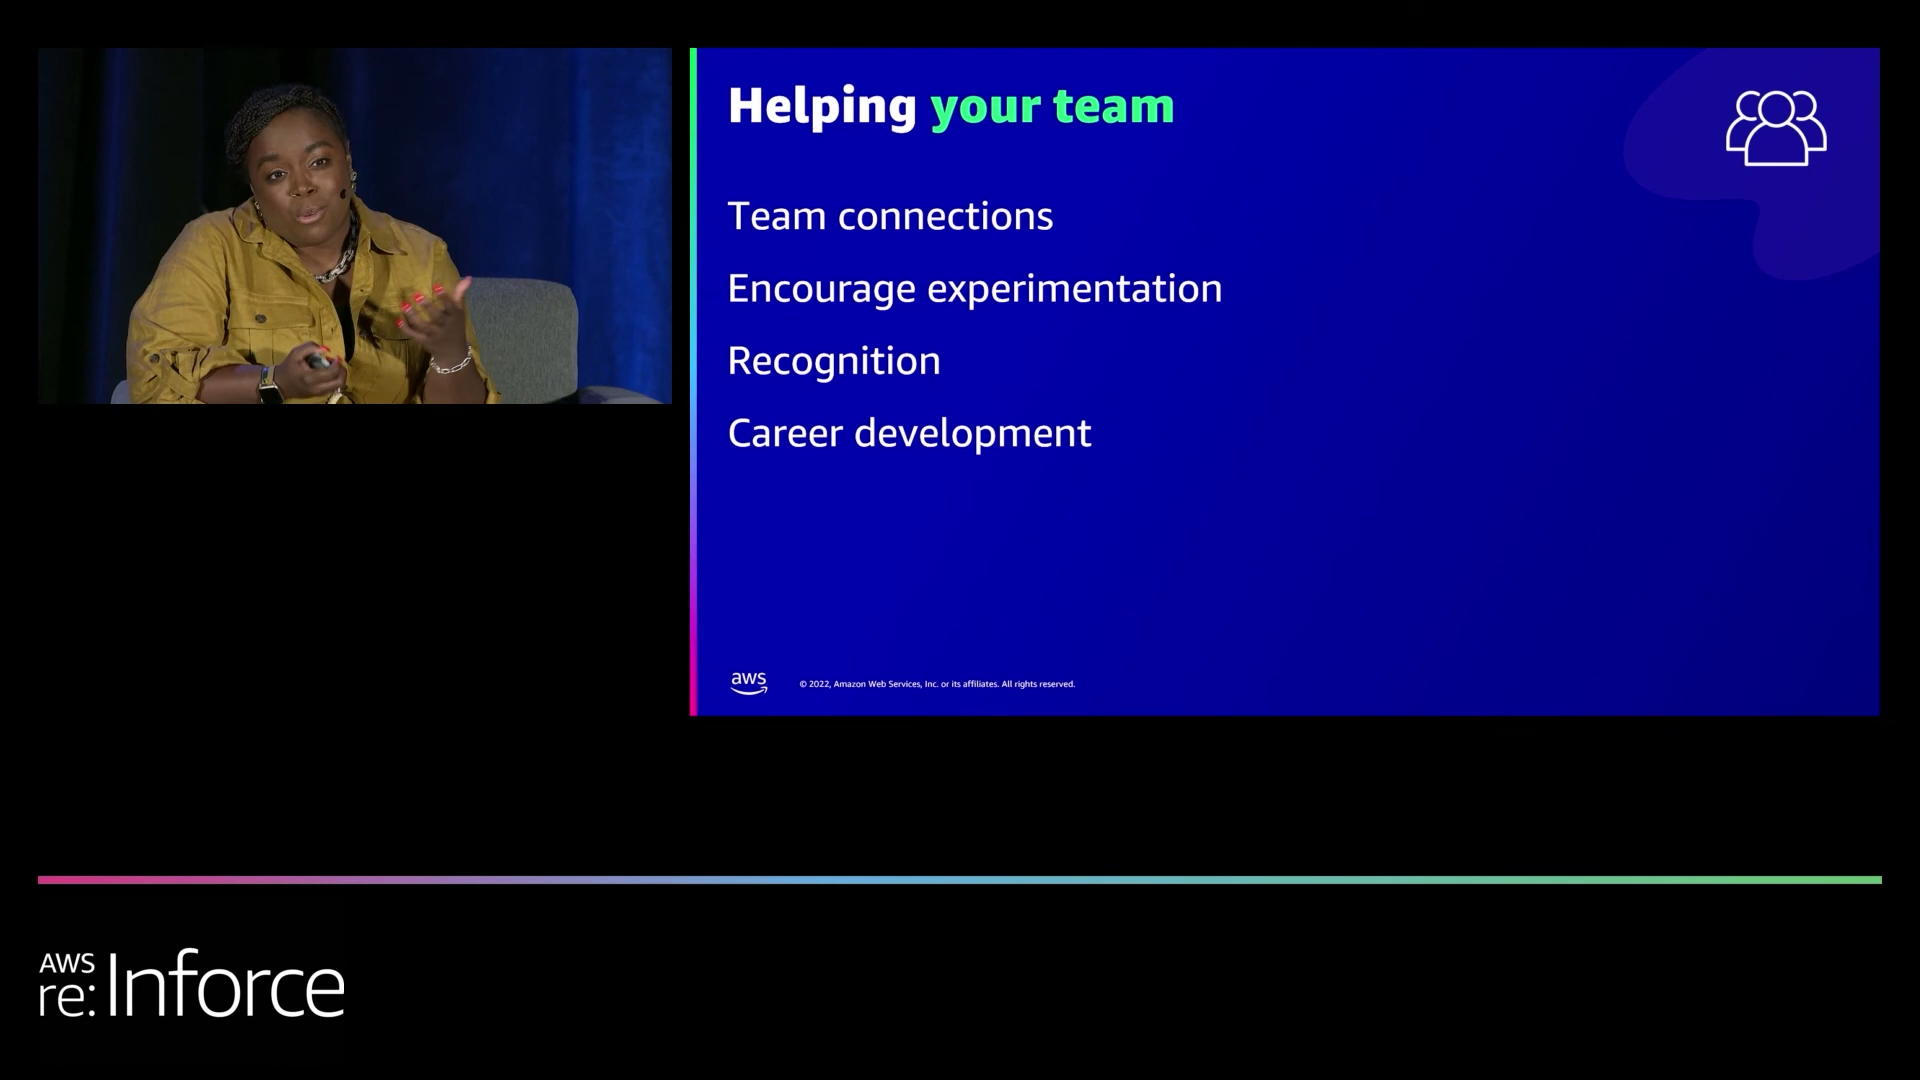 Helping your team
Team connections
Encourage experimentation
Recognition
Career development
aws
© 2022, Amazon Web Services, Inc. or its affiliates. All rights reserved.
AWS
re:Inforce